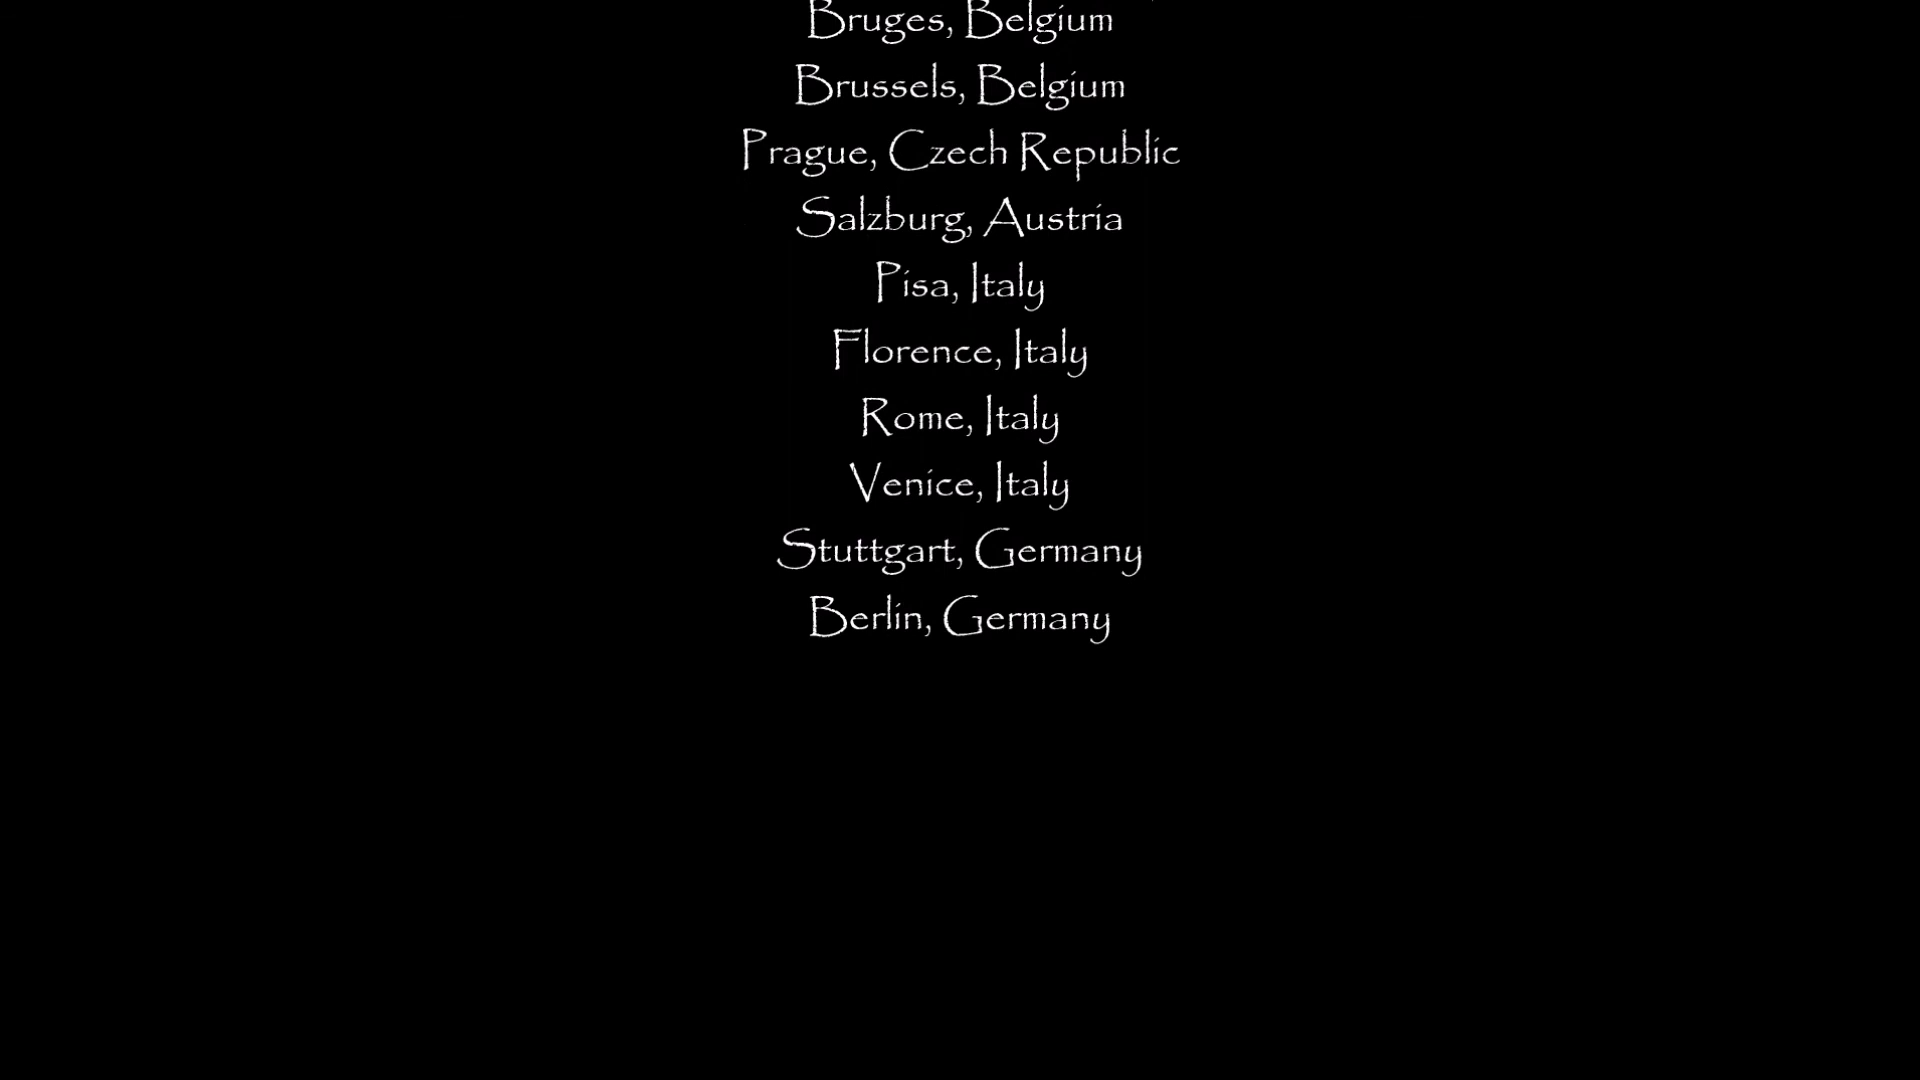 Bruges, Belgium
Brussels, Belgium
Prague, Czech Republic
Salzburg, Austria
Pisa, Italy
Florence, Italy
Rome, Italy
Venice, Italy
Stuttgart, Germany
Berlin, Germany